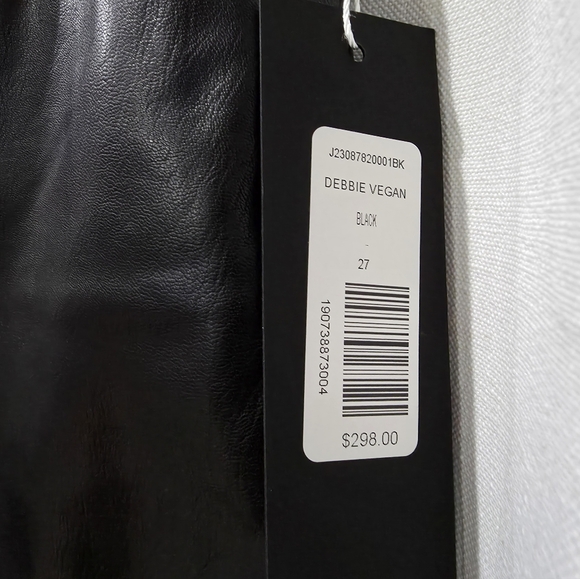 J23087820001BK
DEBBIE VEGAN
BLACK
-
27
190738873004
$298.00